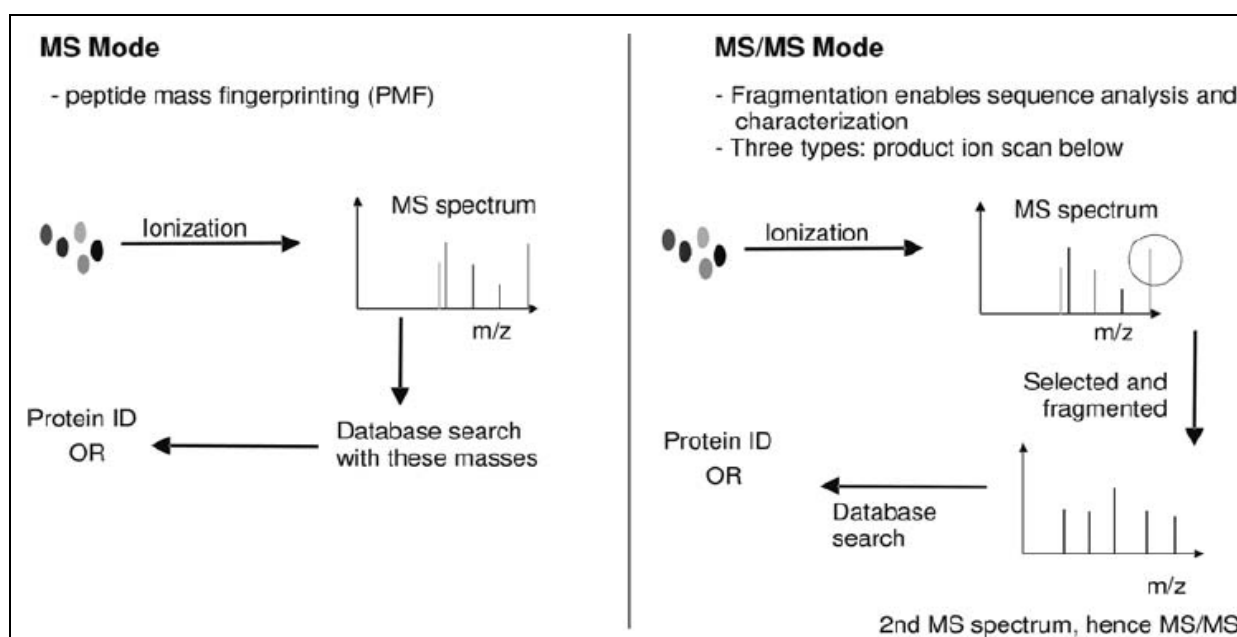 MS Mode
- peptide mass fingerprinting (PMF)
Ionization
MS spectrum
m/z
Database search
with these masses
Protein ID
OR
MS/MS Mode
- Fragmentation enables sequence analysis and
characterization
- Three types: product ion scan below
Ionization
MS spectrum
m/z
Selected and
fragmented
Protein ID
OR
Database
search
m/z
2nd MS spectrum, hence MS/MS